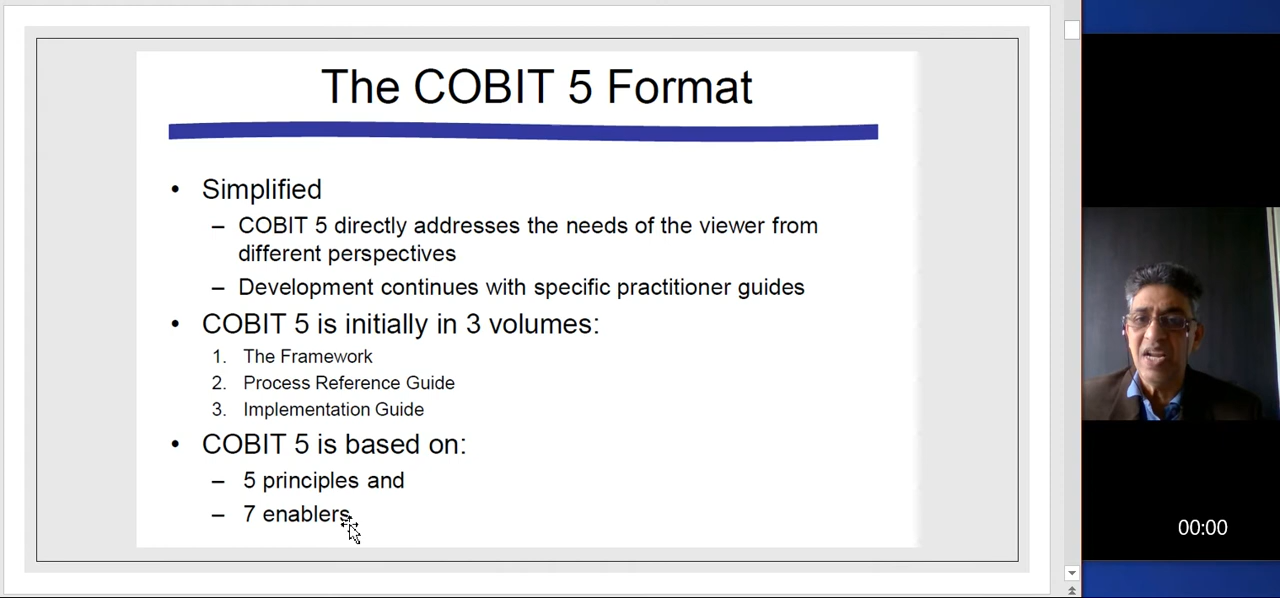 The COBIT 5 Format
• Simplified
– COBIT 5 directly addresses the needs of the viewer from
different perspectives
– Development continues with specific practitioner guides
• COBIT 5 is initially in 3 volumes:
1. The Framework
2. Process Reference Guide
3. Implementation Guide
• COBIT 5 is based on:
– 5 principles and
– 7 enablers
00:00